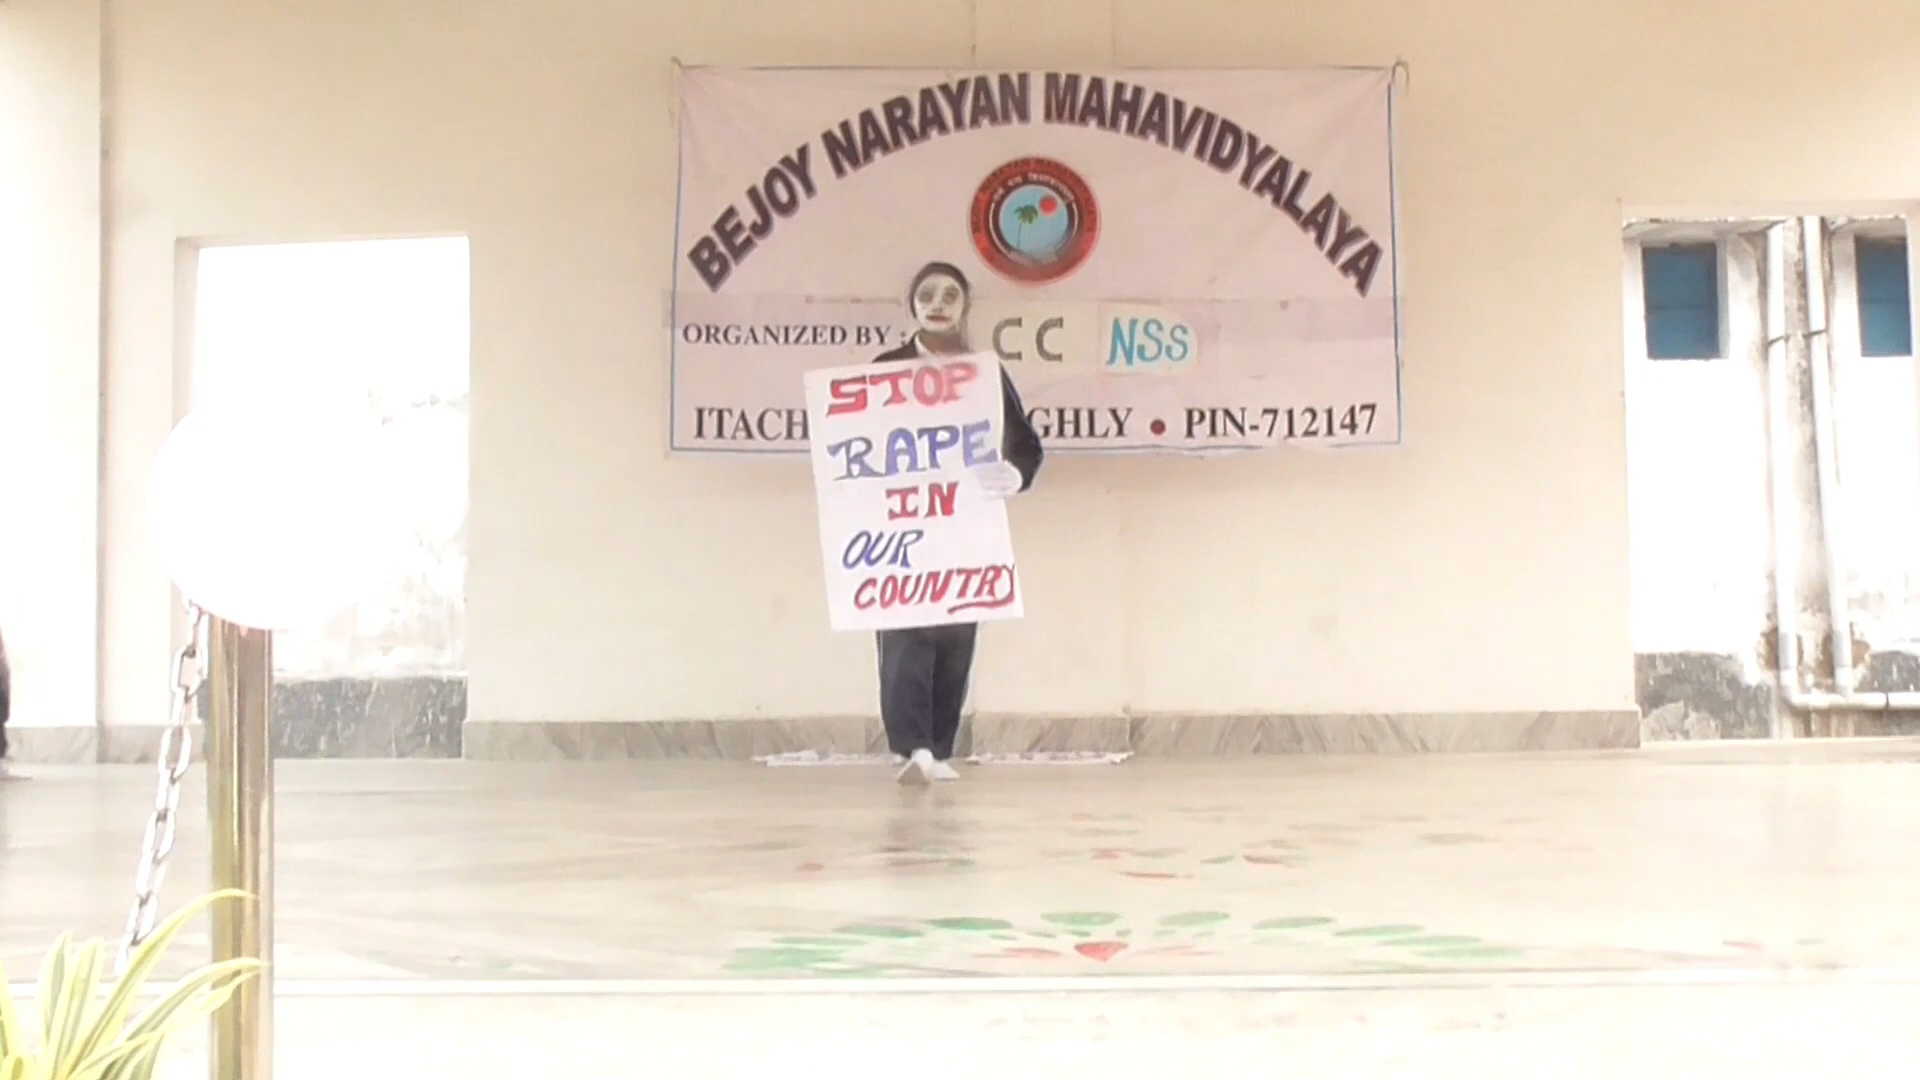 BEJOY NARAYAN MAHAVIDYALAYA
ORGANIZED BY : CC NSS
ITACH GHLY • PIN-712147
STOP
RAPE
IN
OUR
COUNTRY